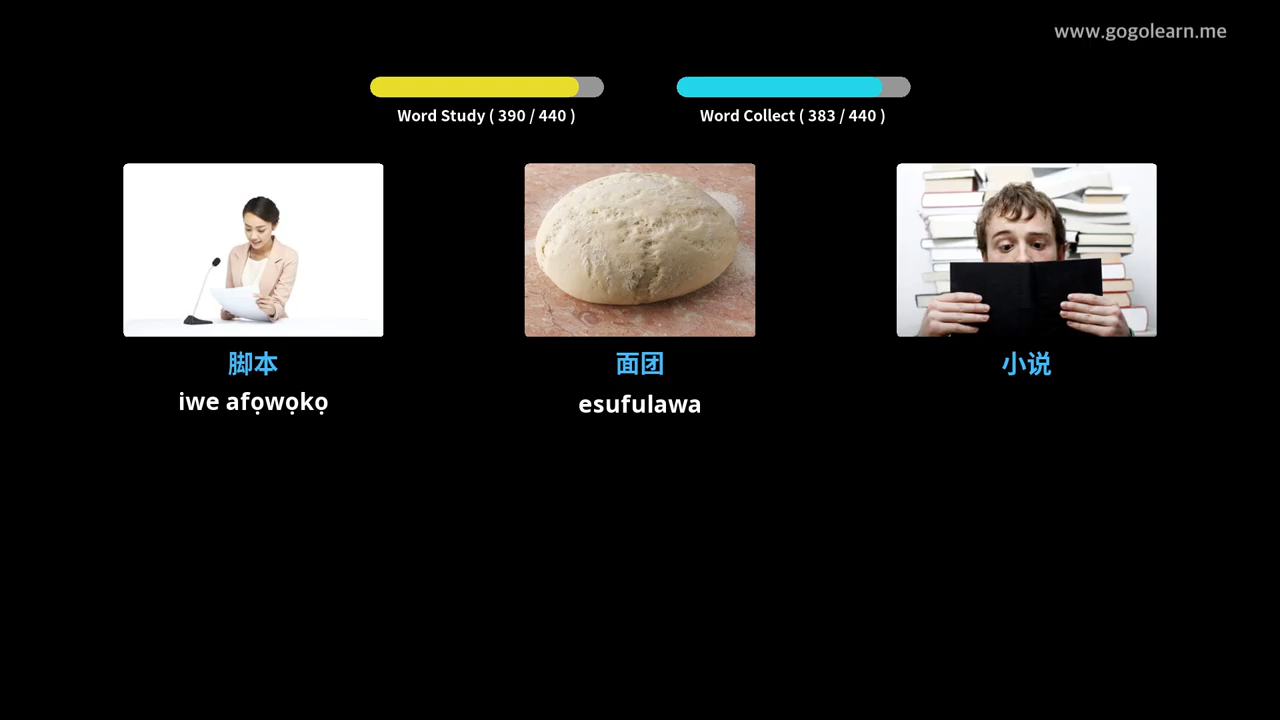 www.gogolearn.me
Word Study ( 390 / 440 )
Word Collect ( 383 / 440 )
脚本
面团
小说
iwe afọwọkọ
esufulawa